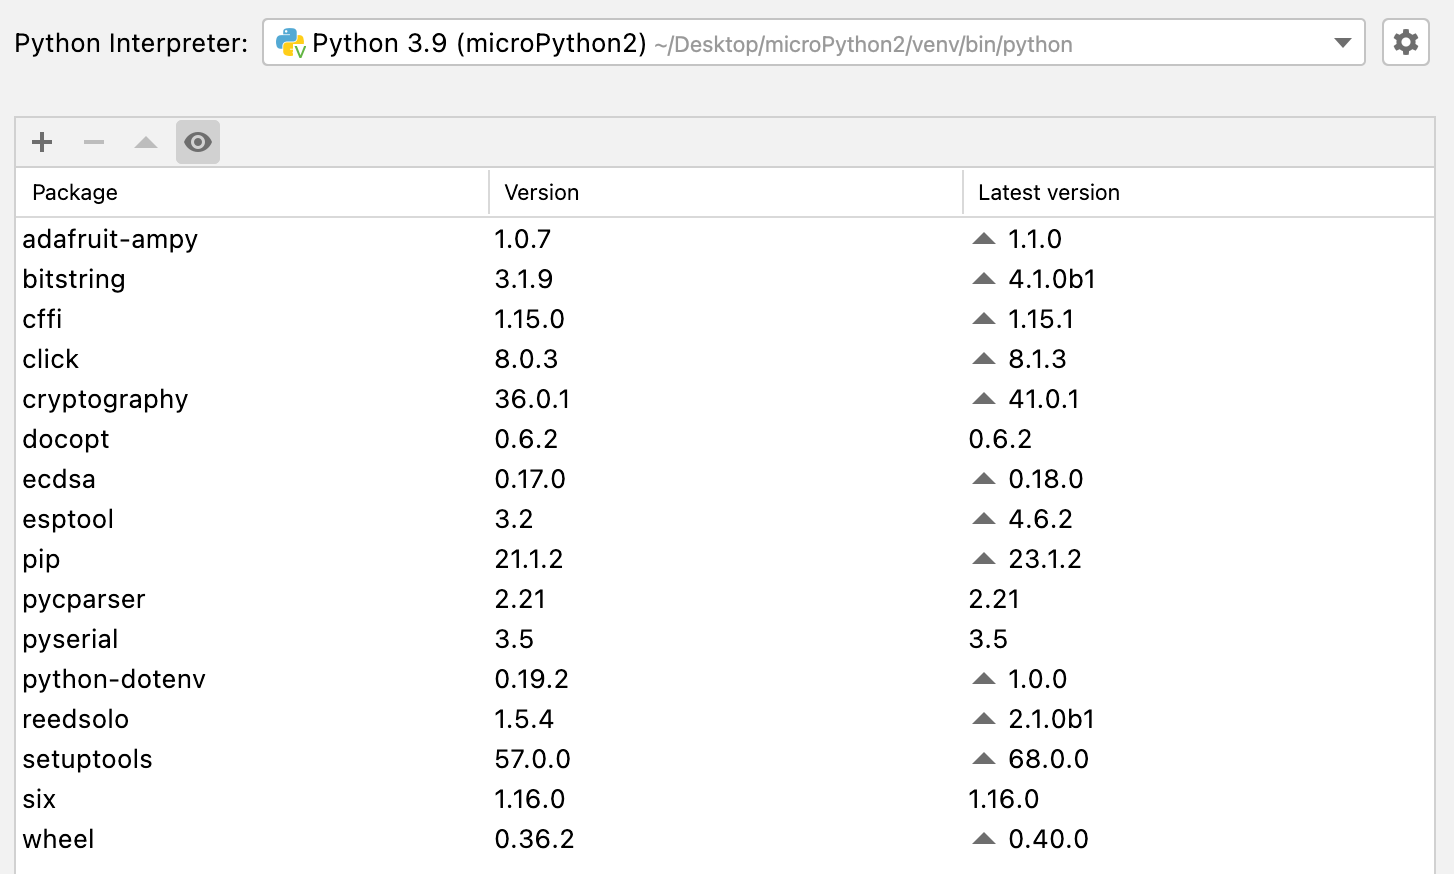 Python Interpreter: Python 3.9 (microPython2) ~/Desktop/microPython2/venv/bin/python
Package Version Latest version
adafruit-ampy 1.0.7 1.1.0
bitstring 3.1.9 4.1.0b1
cffi 1.15.0 1.15.1
click 8.0.3 8.1.3
cryptography 36.0.1 41.0.1
docopt 0.6.2 0.6.2
ecdsa 0.17.0 0.18.0
esptool 3.2 4.6.2
pip 21.1.2 23.1.2
pycparser 2.21 2.21
pyserial 3.5 3.5
python-dotenv 0.19.2 1.0.0
reedsolo 1.5.4 2.1.0b1
setuptools 57.0.0 68.0.0
six 1.16.0 1.16.0
wheel 0.36.2 0.40.0